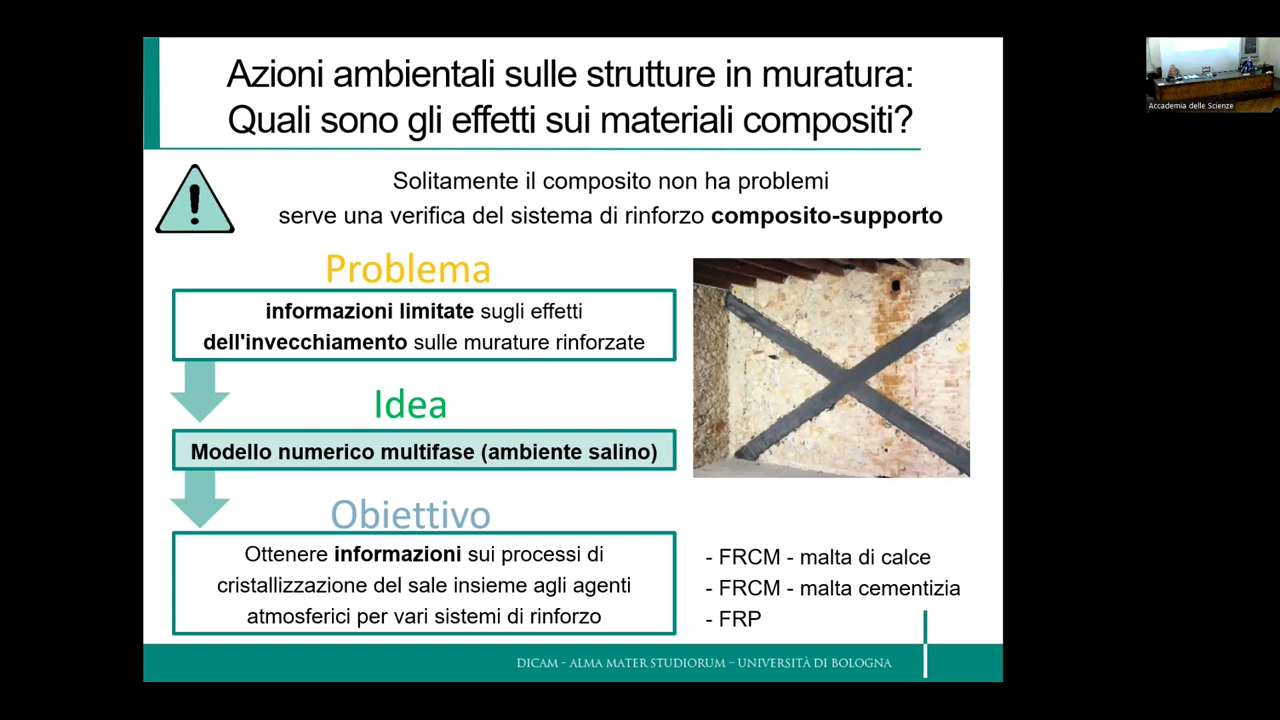 Azioni ambientali sulle strutture in muratura:
Quali sono gli effetti sui materiali compositi?
Solitamente il composito non ha problemi
serve una verifica del sistema di rinforzo composito-supporto
Problema
informazioni limitate sugli effetti
dell'invecchiamento sulle murature rinforzate
Idea
Modello numerico multifase (ambiente salino)
Obiettivo
Ottenere informazioni sui processi di
cristallizzazione del sale insieme agli agenti
atmosferici per vari sistemi di rinforzo
- FRCM - malta di calce
- FRCM - malta cementizia
- FRP
DICAM - ALMA MATER STUDIORUM – UNIVERSITÀ DI BOLOGNA
Accademia delle Scienze